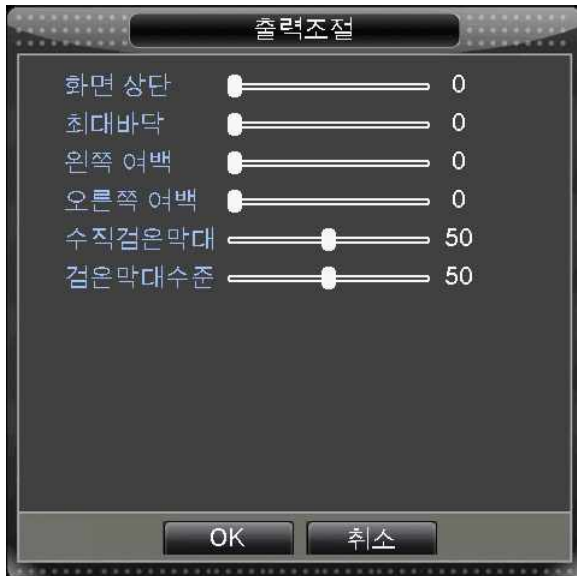 출력조절
화면 상단 0
최대바닥 0
왼쪽 여백 0
오른쪽 여백 0
수직검은막대 50
검은막대수준 50
OK 취소